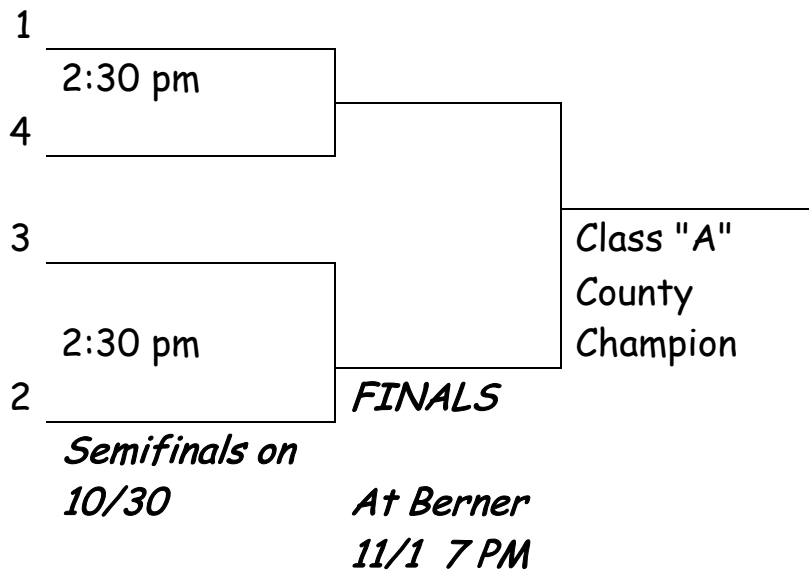 1
2:30 pm
4
3
2:30 pm
2
Semifinals on
10/30
FINALS
At Berner
11/1 7 PM
Class "A"
County
Champion